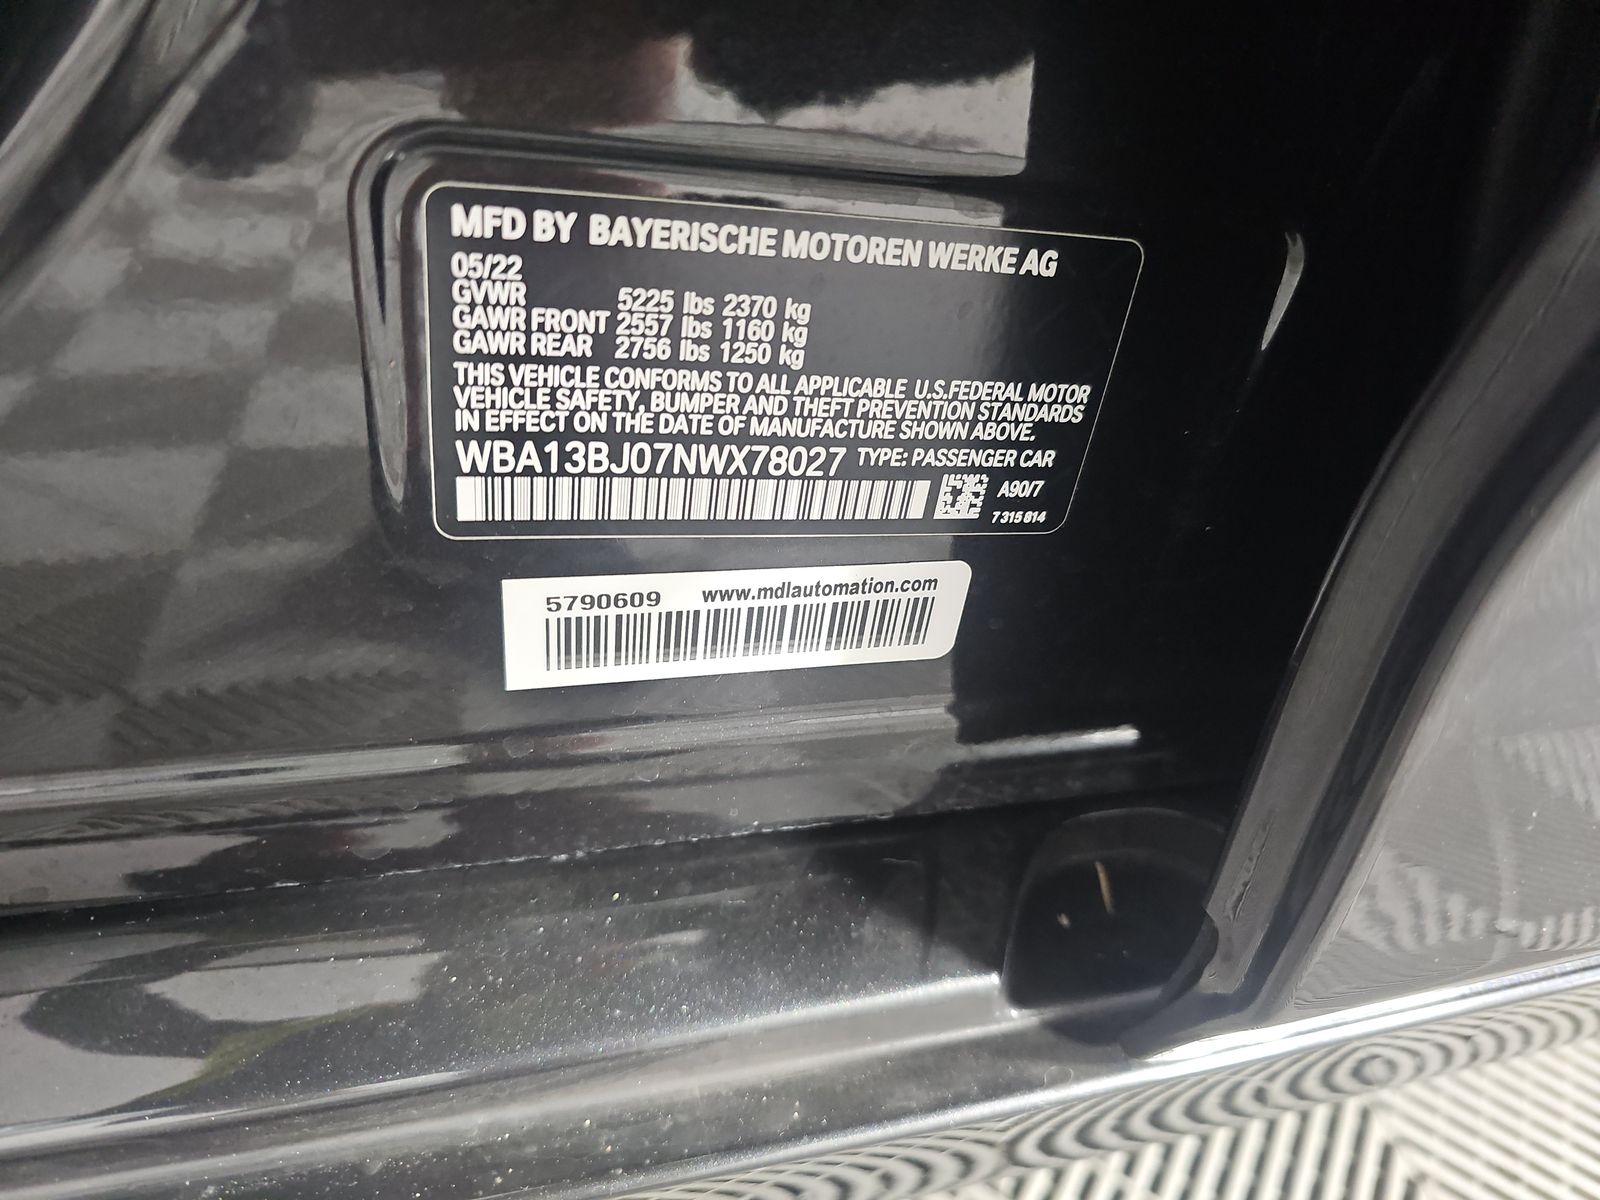 MFD BY BAYERISCHE MOTOREN WERKE AG
05/22
GVWR 5225 lbs 2370 kg
GAWR FRONT 2557 lbs 1160 kg
GAWR REAR 2756 lbs 1250 kg
THIS VEHICLE CONFORMS TO ALL APPLICABLE U.S.FEDERAL MOTOR
VEHICLE SAFETY, BUMPER AND THEFT PREVENTION STANDARDS
IN EFFECT ON THE DATE OF MANUFACTURE SHOWN ABOVE.
WBA13BJ07NWX78027 TYPE: PASSENGER CAR
A90/7
7 315 814
5790609 www.mdlautomation.com